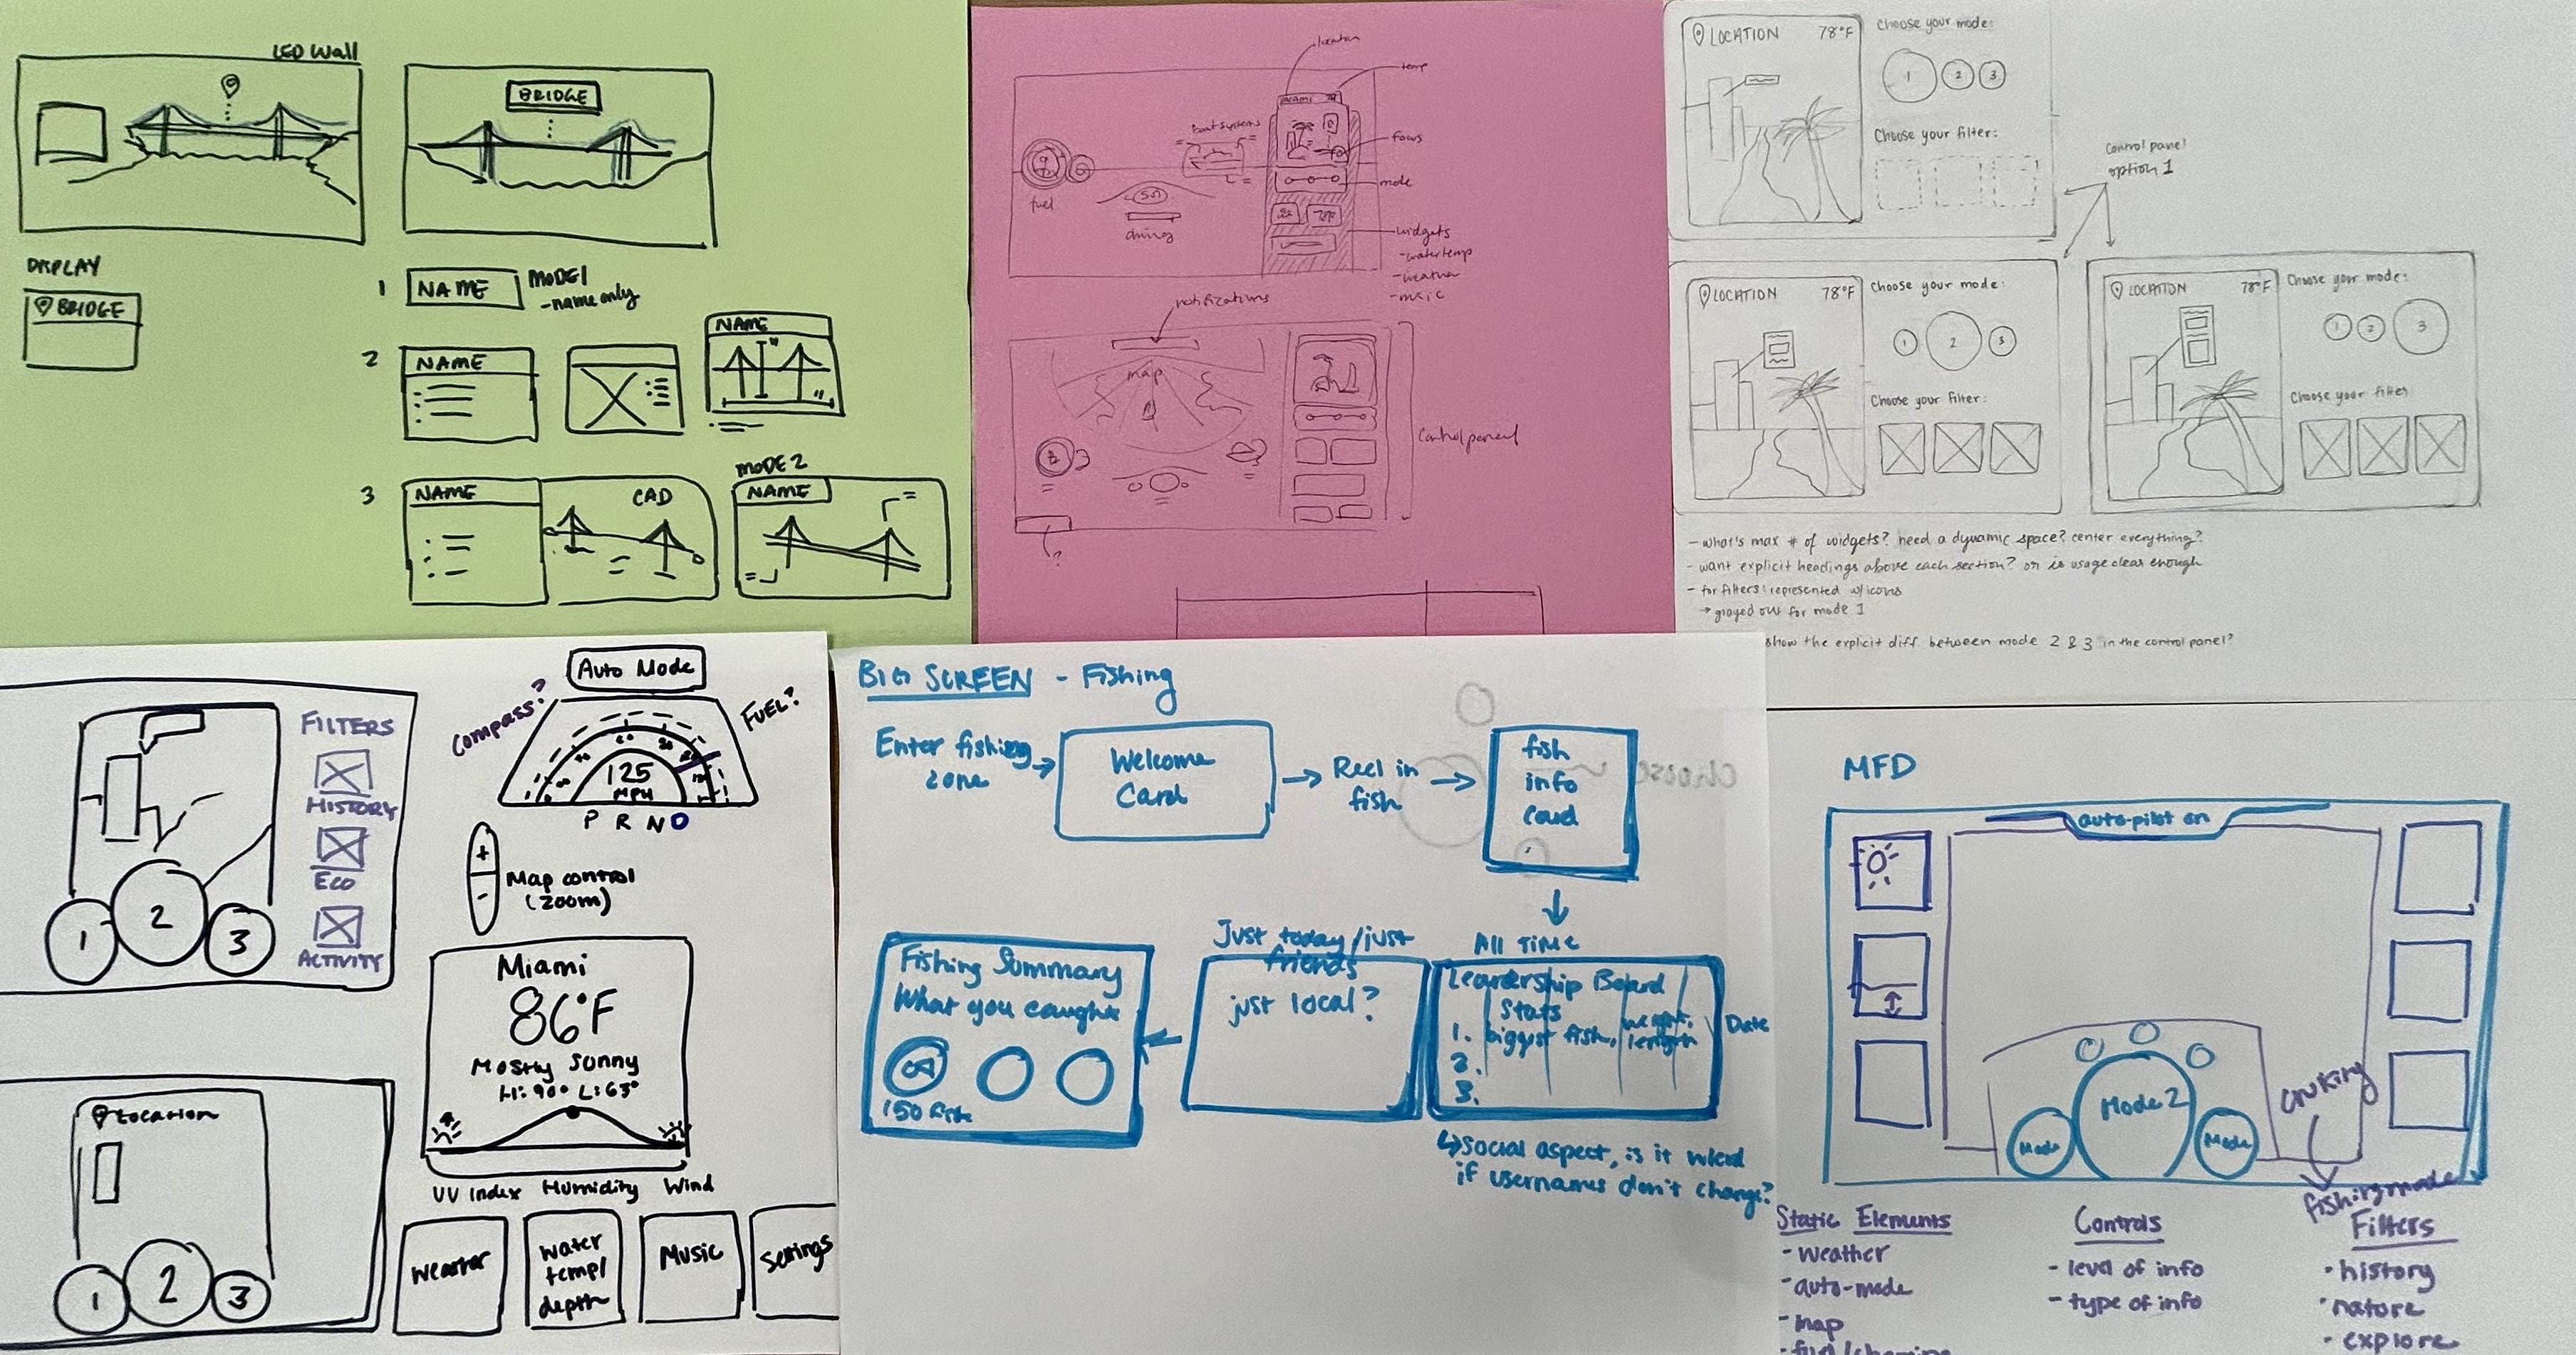 LED Wall
BRIDGE
DISPLAY
BRIDGE
1 NAME MODE 1
-name only
2 NAME
NAME
3 NAME
CAD
MODE 2
NAME
location
temp
miami
Boat systems
focus
mode
fuel
driving
widgets
-water temp
-weather
-music
notifications
map
control panel
?
LOCATION 78°F
Choose your mode:
1 2 3
Choose your filter:
Control panel
option 1
LOCATION 78°F
Choose your mode:
1 2 3
Choose your filter:
LOCATION 78°F
Choose your mode:
1 2 3
Choose your filter
- what's max # of widgets? need a dynamic space? center everything?
- want explicit headings above each section? or is usage clear enough
- for filters: represented w/icons
→ grayed out for mode 1
show the explicit diff. between mode 2 & 3 in the control panel?
FILTERS
HISTORY
ECO
ACTIVITY
1 2 3
Auto Mode
Compass?
FUEL?
125
MPH
P R N D
+
-
Map control
(zoom)
Miami
86°F
Mostly Sunny
H: 90° L: 63°
UV Index Humidity Wind
Location
1 2 3
Weather
Water
temp/
depth
Music
Settings
BIG SCREEN - Fishing
Enter fishing
zone
Welcome
Card
Reel in
fish
fish
info
card
All Time
Leadership Board
Stats
1. biggest fish, weight,
length
Date
2.
3.
↳ social aspect, is it weird
if usernames don't change?
Just today/just
friends
just local?
Fishing Summary
What you caught
150 fish
MFD
auto-pilot on
Mode
Mode 2
Mode
cruising
fishing mode
Static Elements
- weather
- auto-mode
- map
Controls
- level of info
- type of info
Filters
• history
• nature
• explore